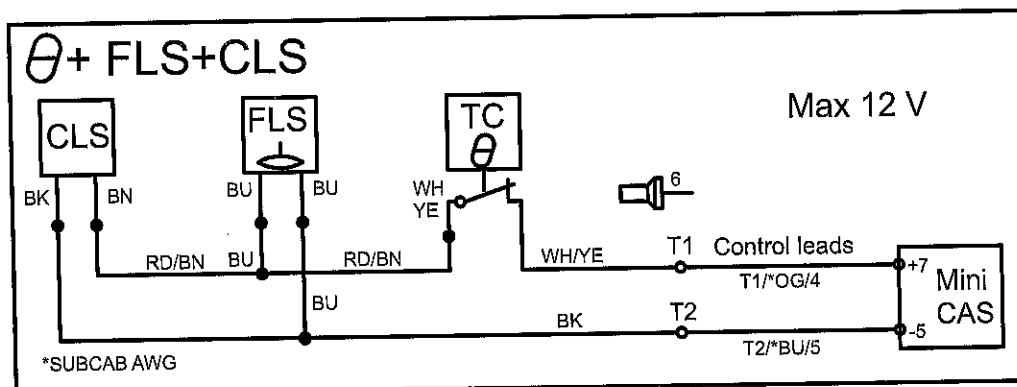 θ+ FLS+CLS
Max 12 V
CLS
FLS
TC
θ
BK
BN
BU
BU
WH
YE
6
RD/BN
BU
RD/BN
WH/YE
T1
Control leads
T1/*OG/4
+7
Mini
CAS
BU
BK
T2
-5
T2/*BU/5
*SUBCAB AWG